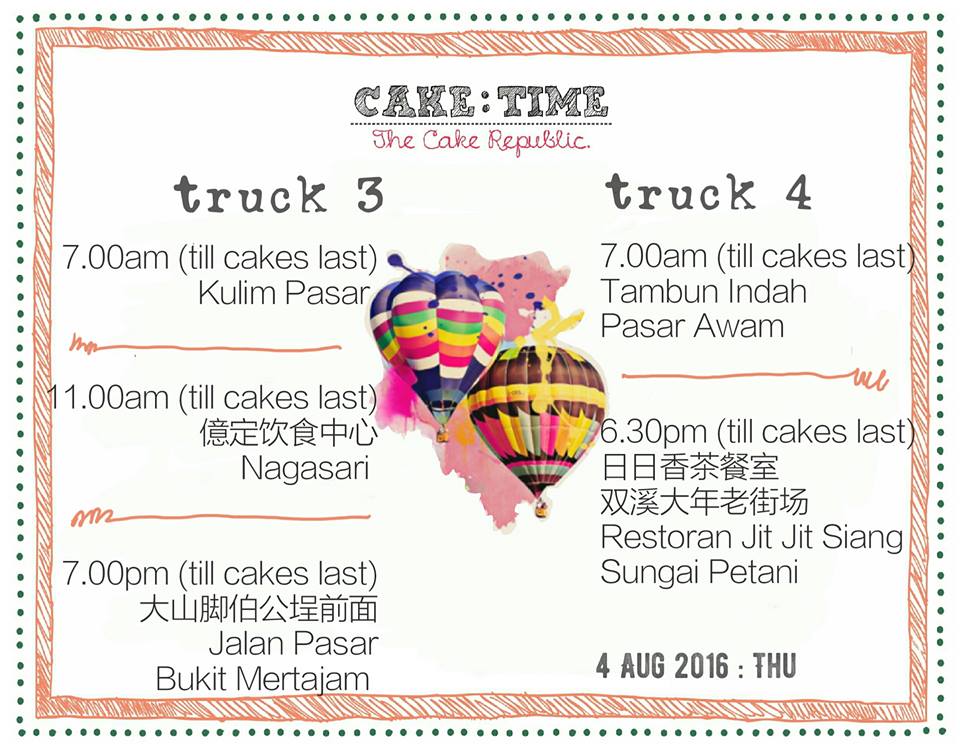 CAKE:TIME
The Cake Republic.
truck 3
7.00am (till cakes last)
Kulim Pasar
11.00am (till cakes last)
億定饮食中心
Nagasari
7.00pm (till cakes last)
大山脚伯公埕前面
Jalan Pasar
Bukit Mertajam
truck 4
7.00am (till cakes last)
Tambun Indah
Pasar Awam
6.30pm (till cakes last)
日日香茶餐室
双溪大年老街场
Restoran Jit Jit Siang
Sungai Petani
4 AUG 2016 : THU